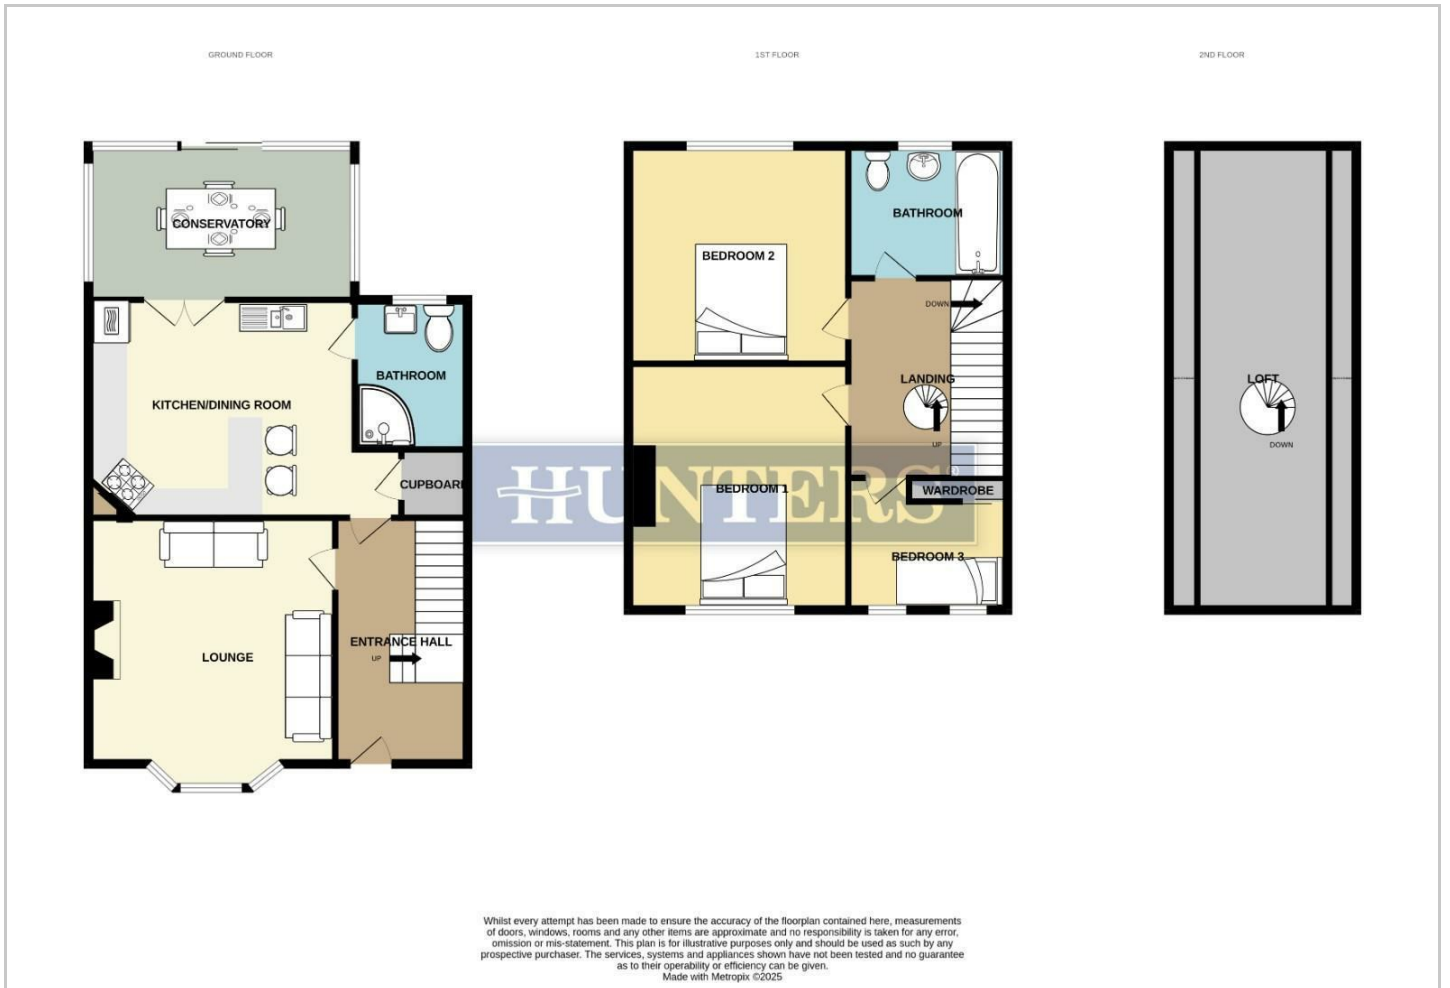 GROUND FLOOR
1ST FLOOR
2ND FLOOR
CONSERVATORY
KITCHEN/DINING ROOM
BATHROOM
CUPBOARD
LOUNGE
ENTRANCE HALL
UP
BEDROOM 2
BATHROOM
DOWN
LANDING
UP
BEDROOM 1
WARDROBE
BEDROOM 3
LOFT
DOWN
HUNTERS®
Whilst every attempt has been made to ensure the accuracy of the floorplan contained here, measurements
of doors, windows, rooms and any other items are approximate and no responsibility is taken for any error,
omission or mis-statement. This plan is for illustrative purposes only and should be used as such by any
prospective purchaser. The services, systems and appliances shown have not been tested and no guarantee
as to their operability or efficiency can be given.
Made with Metropix ©2025